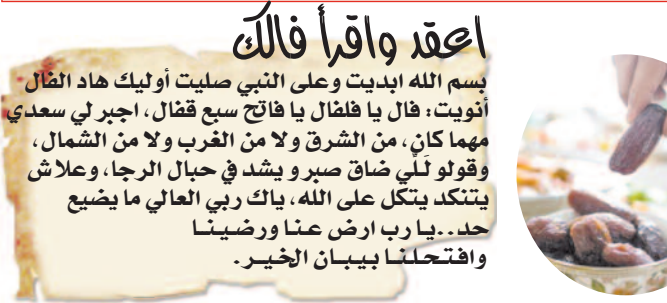 اعقد واقرأ فالك
بسم الله ابديت وعلى النبي صليت أوليك هاد الفال
أنويت: فال يا فلفال يا فاتح سبع قفال، اجبر لي سعدي
مهما كان، من الشرق ولا من الغرب ولا من الشمال،
وقولو لَلّي ضاق صبرو يشد في حبال الرجا، وعلاش
يتنكد يتكل على الله، ياك ربي العالي ما يضيع
حد..يا رب ارض عنا ورضينا
وافتحلنا بيبان الخير.